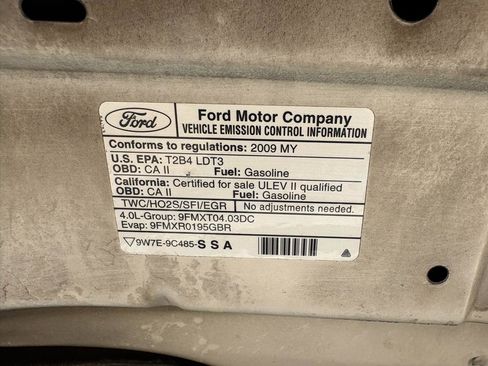 Ford
Ford Motor Company
VEHICLE EMISSION CONTROL INFORMATION
Conforms to regulations: 2009 MY
U.S. EPA: T2B4 LDT3
OBD: CA II Fuel: Gasoline
California: Certified for sale ULEV II qualified
OBD: CA II Fuel: Gasoline
TWC/HO2S/SFI/EGR No adjustments needed.
4.0L-Group: 9FMXT04.03DC
Evap: 9FMXR0195GBR
9W7E-9C485-SSA